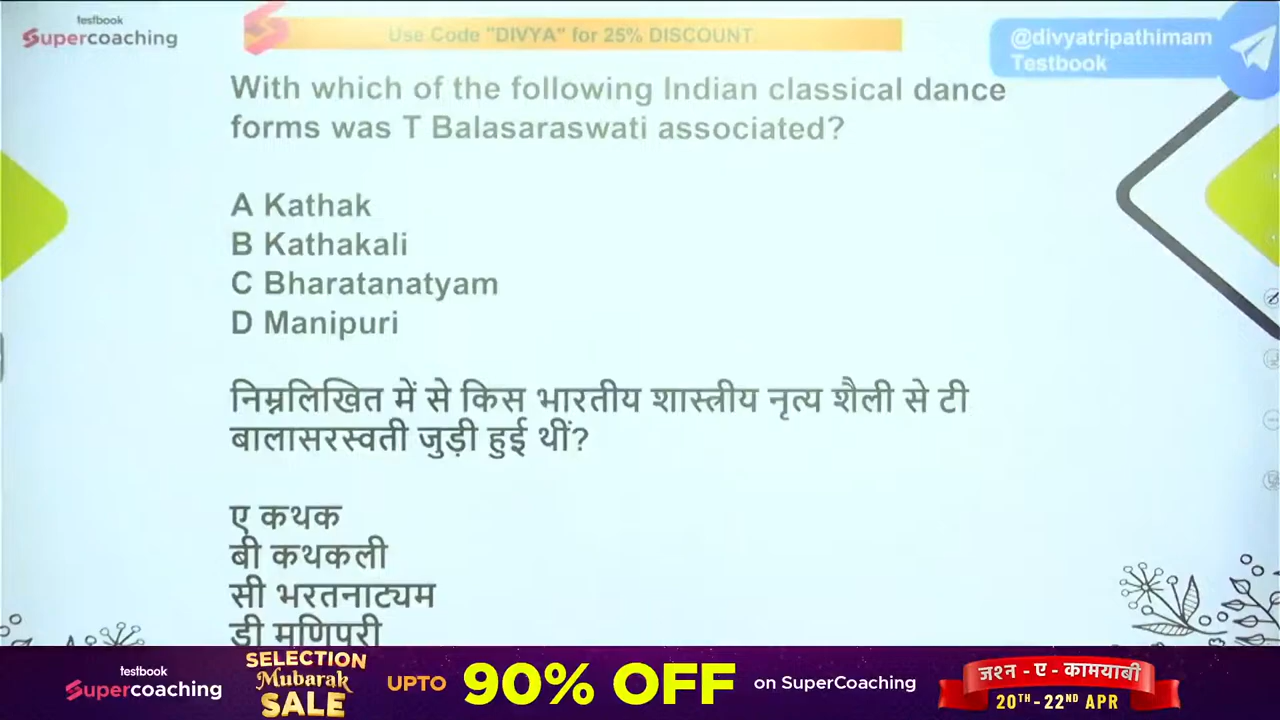 testbook
Supercoaching
Use Code "DIVYA" for 25% DISCOUNT.
@divyatripathimam
Testbook
With which of the following Indian classical dance
forms was T Balasaraswati associated?
A Kathak
B Kathakali
C Bharatanatyam
D Manipuri
निम्नलिखित में से किस भारतीय शास्त्रीय नृत्य शैली से टी
बालासरस्वती जुड़ी हुई थीं?
ए कथक
बी कथकली
सी भरतनाट्यम
डी मणिपुरी
testbook
Supercoaching
SELECTION
Mubarak
SALE
UPTO 90% OFF on SuperCoaching
जश्न - ए - कामयाबी
20TH - 22ND APR